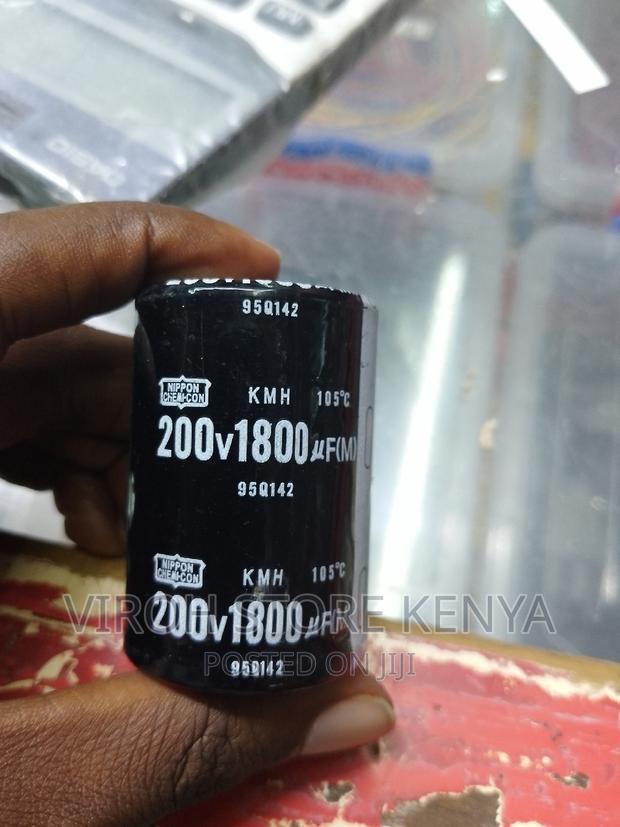 95Q142
NIPPON
CHEMI-CON
KMH 105°C
200v1800µF(M)
95Q142
NIPPON
CHEMI-CON
KMH 105°C
200v1800µF(
95Q142
VIROLL STORE KENYA
POSTED ON JIJI